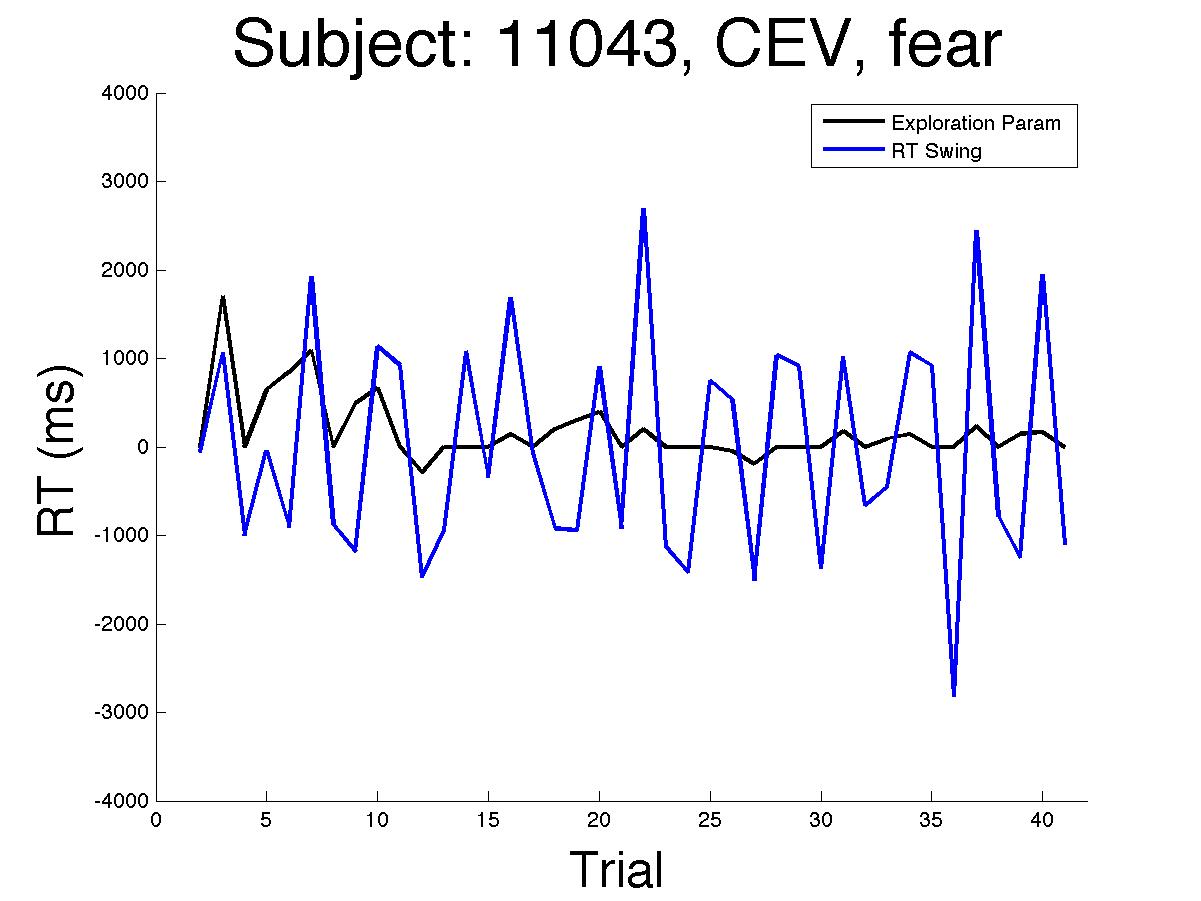 Subject: 11043, CEV, fear
Exploration Param
RT Swing
4000
3000
2000
1000
0
-1000
-2000
-3000
-4000
RT (ms)
0 5 10 15 20 25 30 35 40
Trial